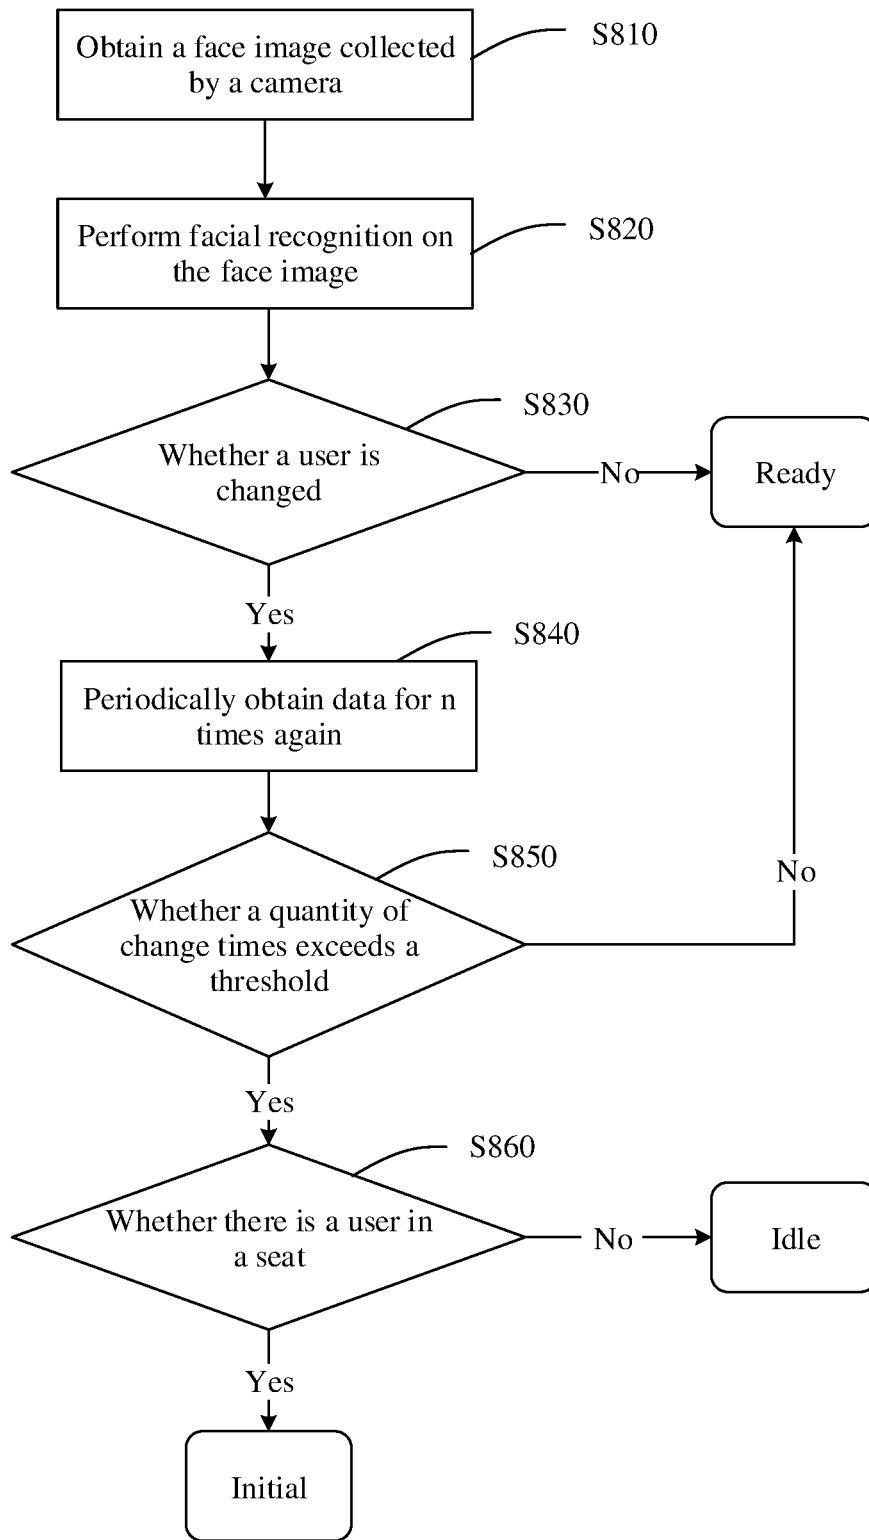 Obtain a face image collected
by a camera
S810
Perform facial recognition on
the face image
S820
Whether a user is
changed
S830
No
Ready
Yes
Periodically obtain data for n
times again
S840
Whether a quantity of
change times exceeds a
threshold
S850
No
Yes
Whether there is a user in
a seat
S860
No
Idle
Yes
Initial